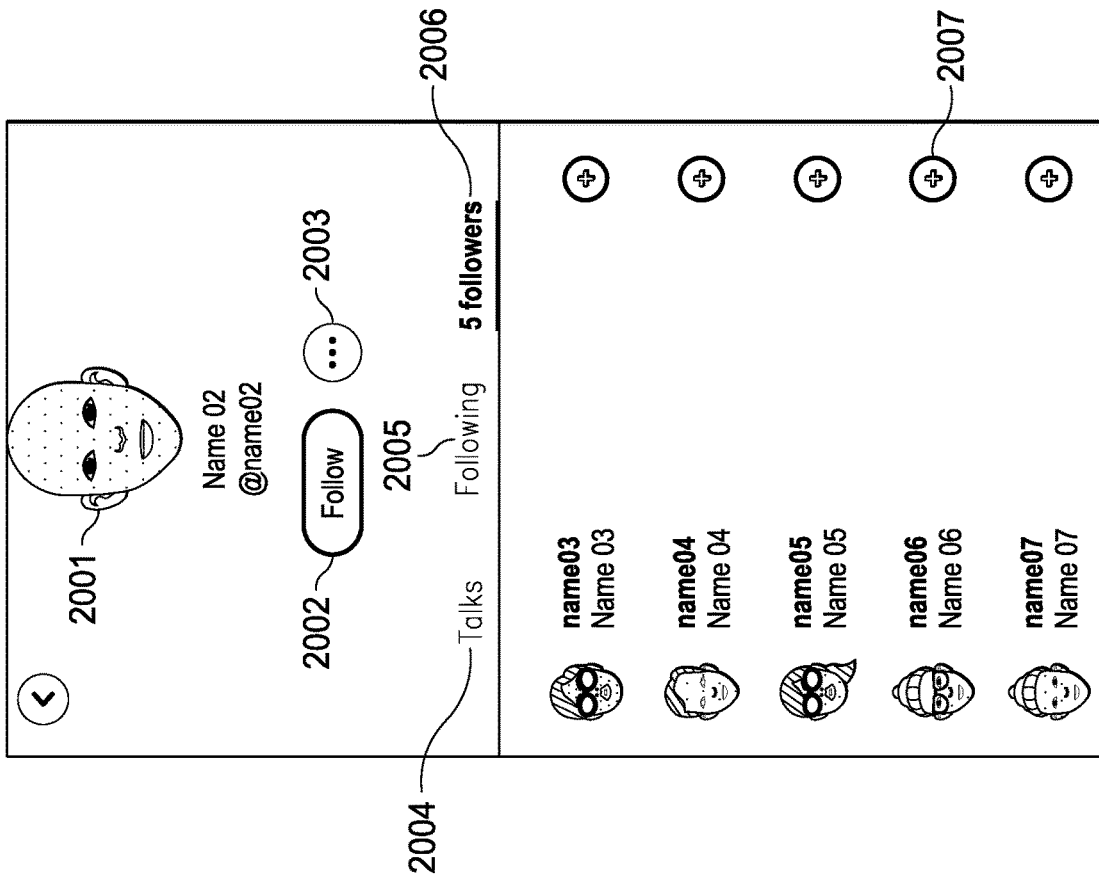 2001
Name 02
@name02
2002
Follow
2003
2004
Talks
2005
Following
5 followers
2006
name03
Name 03
name04
Name 04
name05
Name 05
name06
Name 06
2007
name07
Name 07